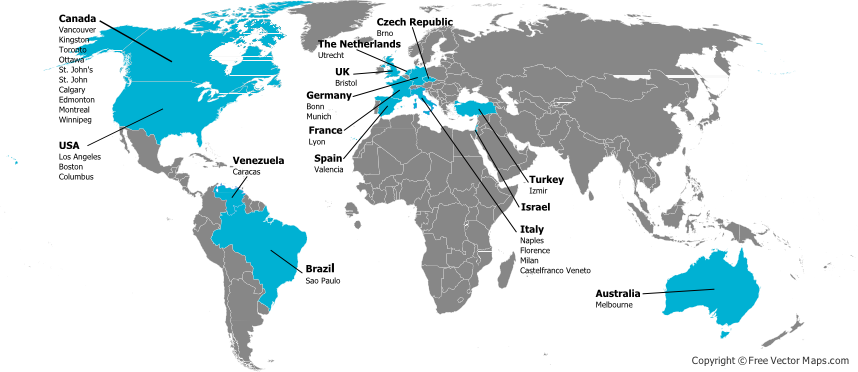 Canada
Vancouver
Kingston
Toronto
Ottawa
St. John's
St. John
Calgary
Edmonton
Montreal
Winnipeg
USA
Los Angeles
Boston
Columbus
Venezuela
Caracas
Brazil
Sao Paulo
Czech Republic
Brno
The Netherlands
Utrecht
UK
Bristol
Germany
Bonn
Munich
France
Lyon
Spain
Valencia
Turkey
Izmir
Israel
Italy
Naples
Florence
Milan
Castelfranco Veneto
Australia
Melbourne
Copyright © Free Vector Maps.com